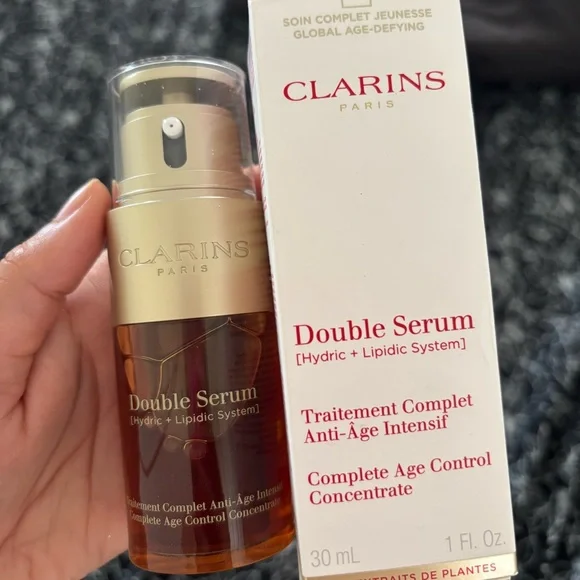 CLARINS
PARIS
Double Serum
[Hydric + Lipidic System]
Traitement Complet Anti-Âge Intensif
Complete Age Control Concentrate
SOIN COMPLET JEUNESSE
GLOBAL AGE-DEFYING
CLARINS
PARIS
Double Serum
[Hydric + Lipidic System]
Traitement Complet
Anti-Âge Intensif
Complete Age Control
Concentrate
30 mL 1 Fl. Oz.
EXTRAITS DE PLANTES